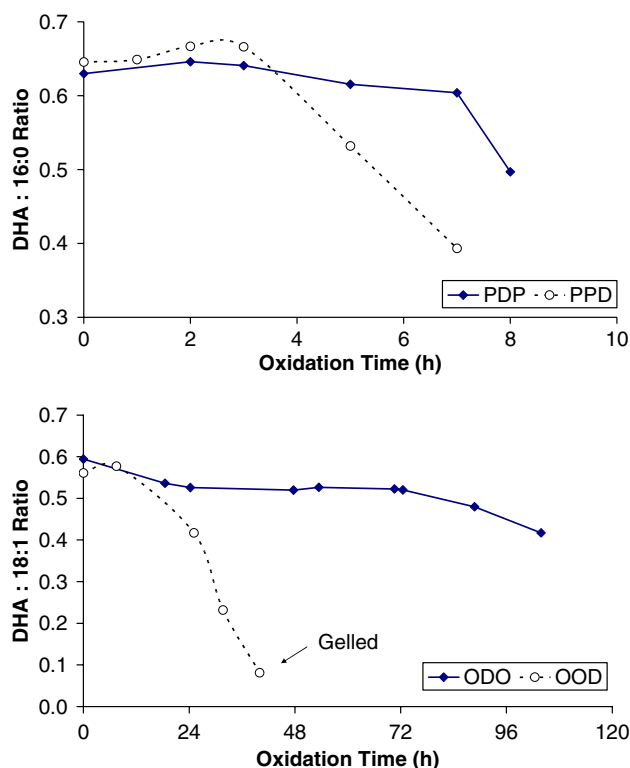 0.7
0.6
0.5
0.4
0.3
DHA : 16:0 Ratio
PDP PPD
0 2 4 6 8 10
Oxidation Time (h)
0.7
0.6
0.5
0.4
0.3
0.2
0.1
0.0
DHA : 18:1 Ratio
Gelled
ODO OOD
0 24 48 72 96 120
Oxidation Time (h)